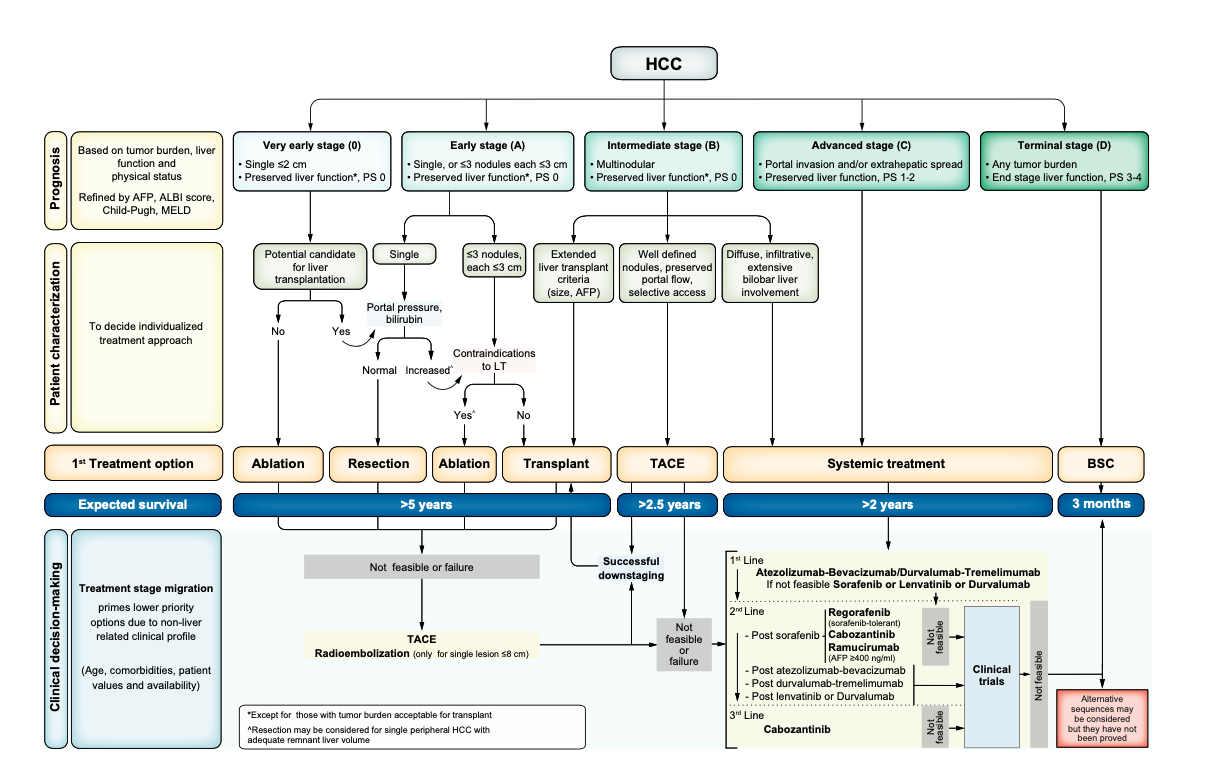 HCC
Prognosis
Based on tumor burden, liver
function and
physical status
Refined by AFP, ALBI score,
Child-Pugh, MELD
Very early stage (0)
• Single ≤2 cm
• Preserved liver function*, PS 0
Early stage (A)
• Single, or ≤3 nodules each ≤3 cm
• Preserved liver function*, PS 0
Intermediate stage (B)
• Multinodular
• Preserved liver function*, PS 0
Advanced stage (C)
• Portal invasion and/or extrahepatic spread
• Preserved liver function, PS 1-2
Terminal stage (D)
• Any tumor burden
• End stage liver function, PS 3-4
Patient characterization
To decide individualized
treatment approach
Potential candidate
for liver
transplantation
Single
≤3 nodules,
each ≤3 cm
Extended
liver transplant
criteria
(size, AFP)
Well defined
nodules, preserved
portal flow,
selective access
Diffuse, infiltrative,
extensive
bilobar liver
involvement
No
Yes
Portal pressure,
bilirubin
Normal
Increased^
Contraindications
to LT
Yes^
No
1st Treatment option
Ablation
Resection
Ablation
Transplant
TACE
Systemic treatment
BSC
Expected survival
>5 years
>2.5 years
>2 years
3 months
Clinical decision-making
Treatment stage migration
primes lower priority
options due to non-liver
related clinical profile
(Age, comorbidities, patient
values and availability)
Not feasible or failure
Successful
downstaging
TACE
Radioembolization (only for single lesion ≤8 cm)
Not
feasible
or
failure
1st Line
Atezolizumab-Bevacizumab/Durvalumab-Tremelimumab
If not feasible Sorafenib or Lenvatinib or Durvalumab
2nd Line
- Post sorafenib
Regorafenib
(sorafenib-tolerant)
Cabozantinib
Ramucirumab
(AFP ≥400 ng/ml)
- Post atezolizumab-bevacizumab
- Post durvalumab-tremelimumab
- Post lenvatinib or Durvalumab
Not
feasible
3rd Line
Cabozantinib
Not
feasible
Clinical
trials
Not feasible
Alternative
sequences may
be considered
but they have not
been proved
*Except for those with tumor burden acceptable for transplant
^Resection may be considered for single peripheral HCC with
adequate remnant liver volume